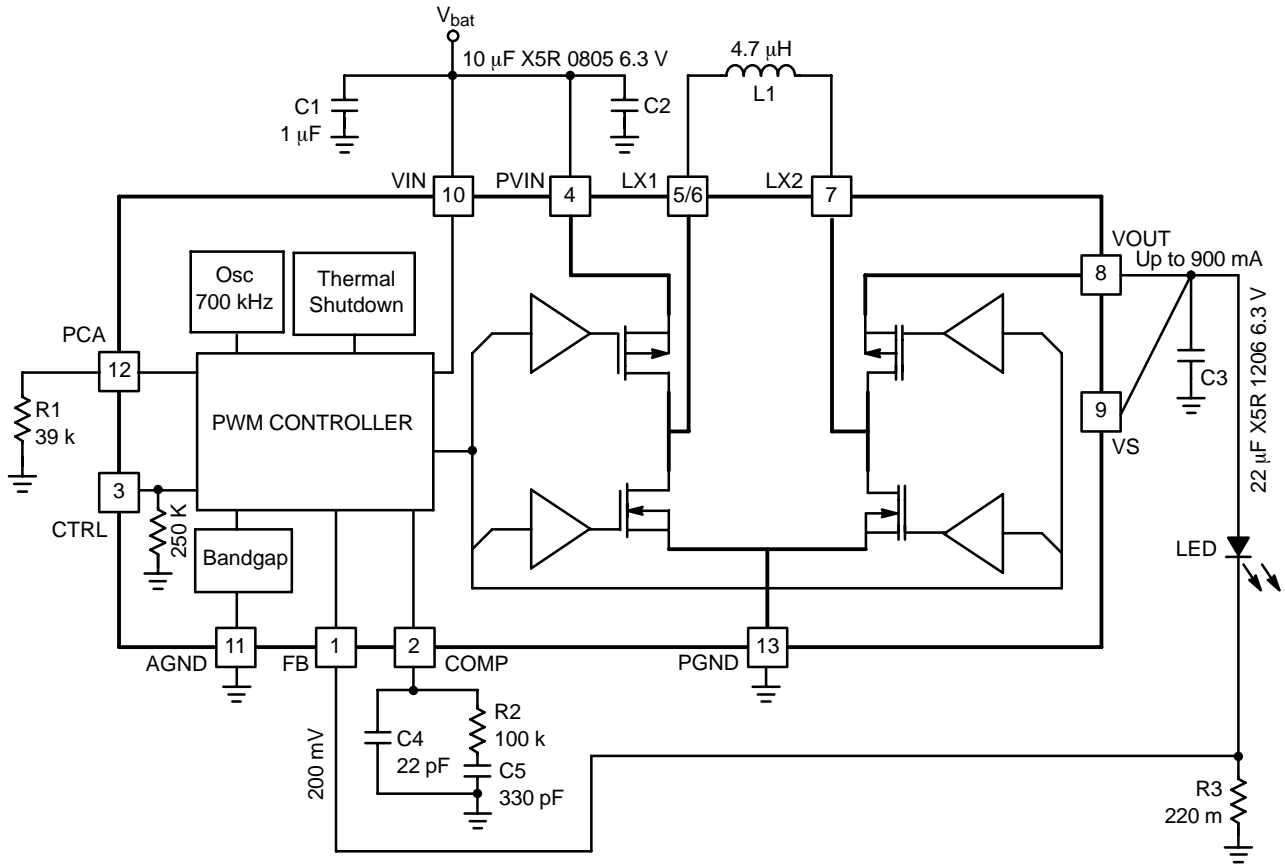 Vbat
10 µF X5R 0805 6.3 V
4.7 µH
L1
C1
1 µF
C2
VIN
PVIN
LX1
LX2
10
4
5/6
7
VOUT
Up to 900 mA
8
Osc
700 kHz
Thermal
Shutdown
PCA
12
R1
39 k
PWM CONTROLLER
C3
22 µF X5R 1206 6.3 V
9
VS
3
CTRL
250 K
Bandgap
LED
11
1
2
13
AGND
FB
COMP
PGND
200 mV
C4
22 pF
R2
100 k
C5
330 pF
R3
220 m